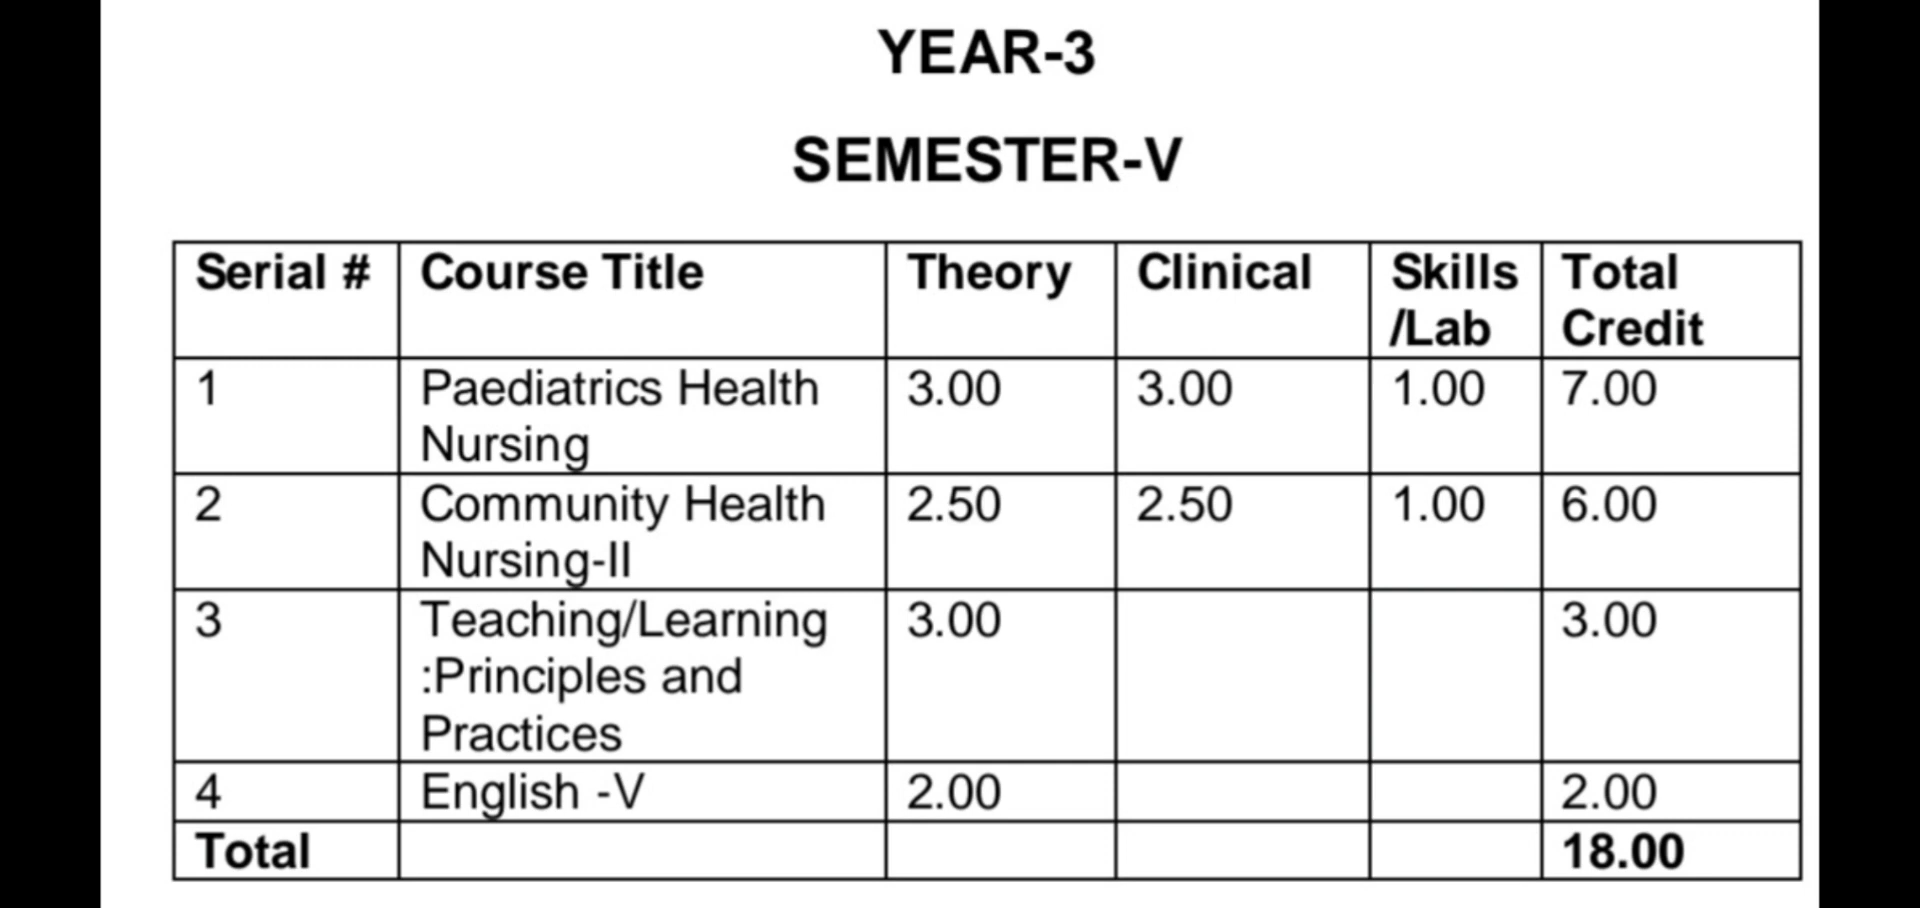 YEAR-3
SEMESTER-V
Serial # Course Title Theory Clinical Skills Total
/Lab Credit
1 Paediatrics Health 3.00 3.00 1.00 7.00
Nursing
2 Community Health 2.50 2.50 1.00 6.00
Nursing-II
3 Teaching/Learning 3.00 3.00
:Principles and
Practices
4 English -V 2.00 2.00
Total 18.00